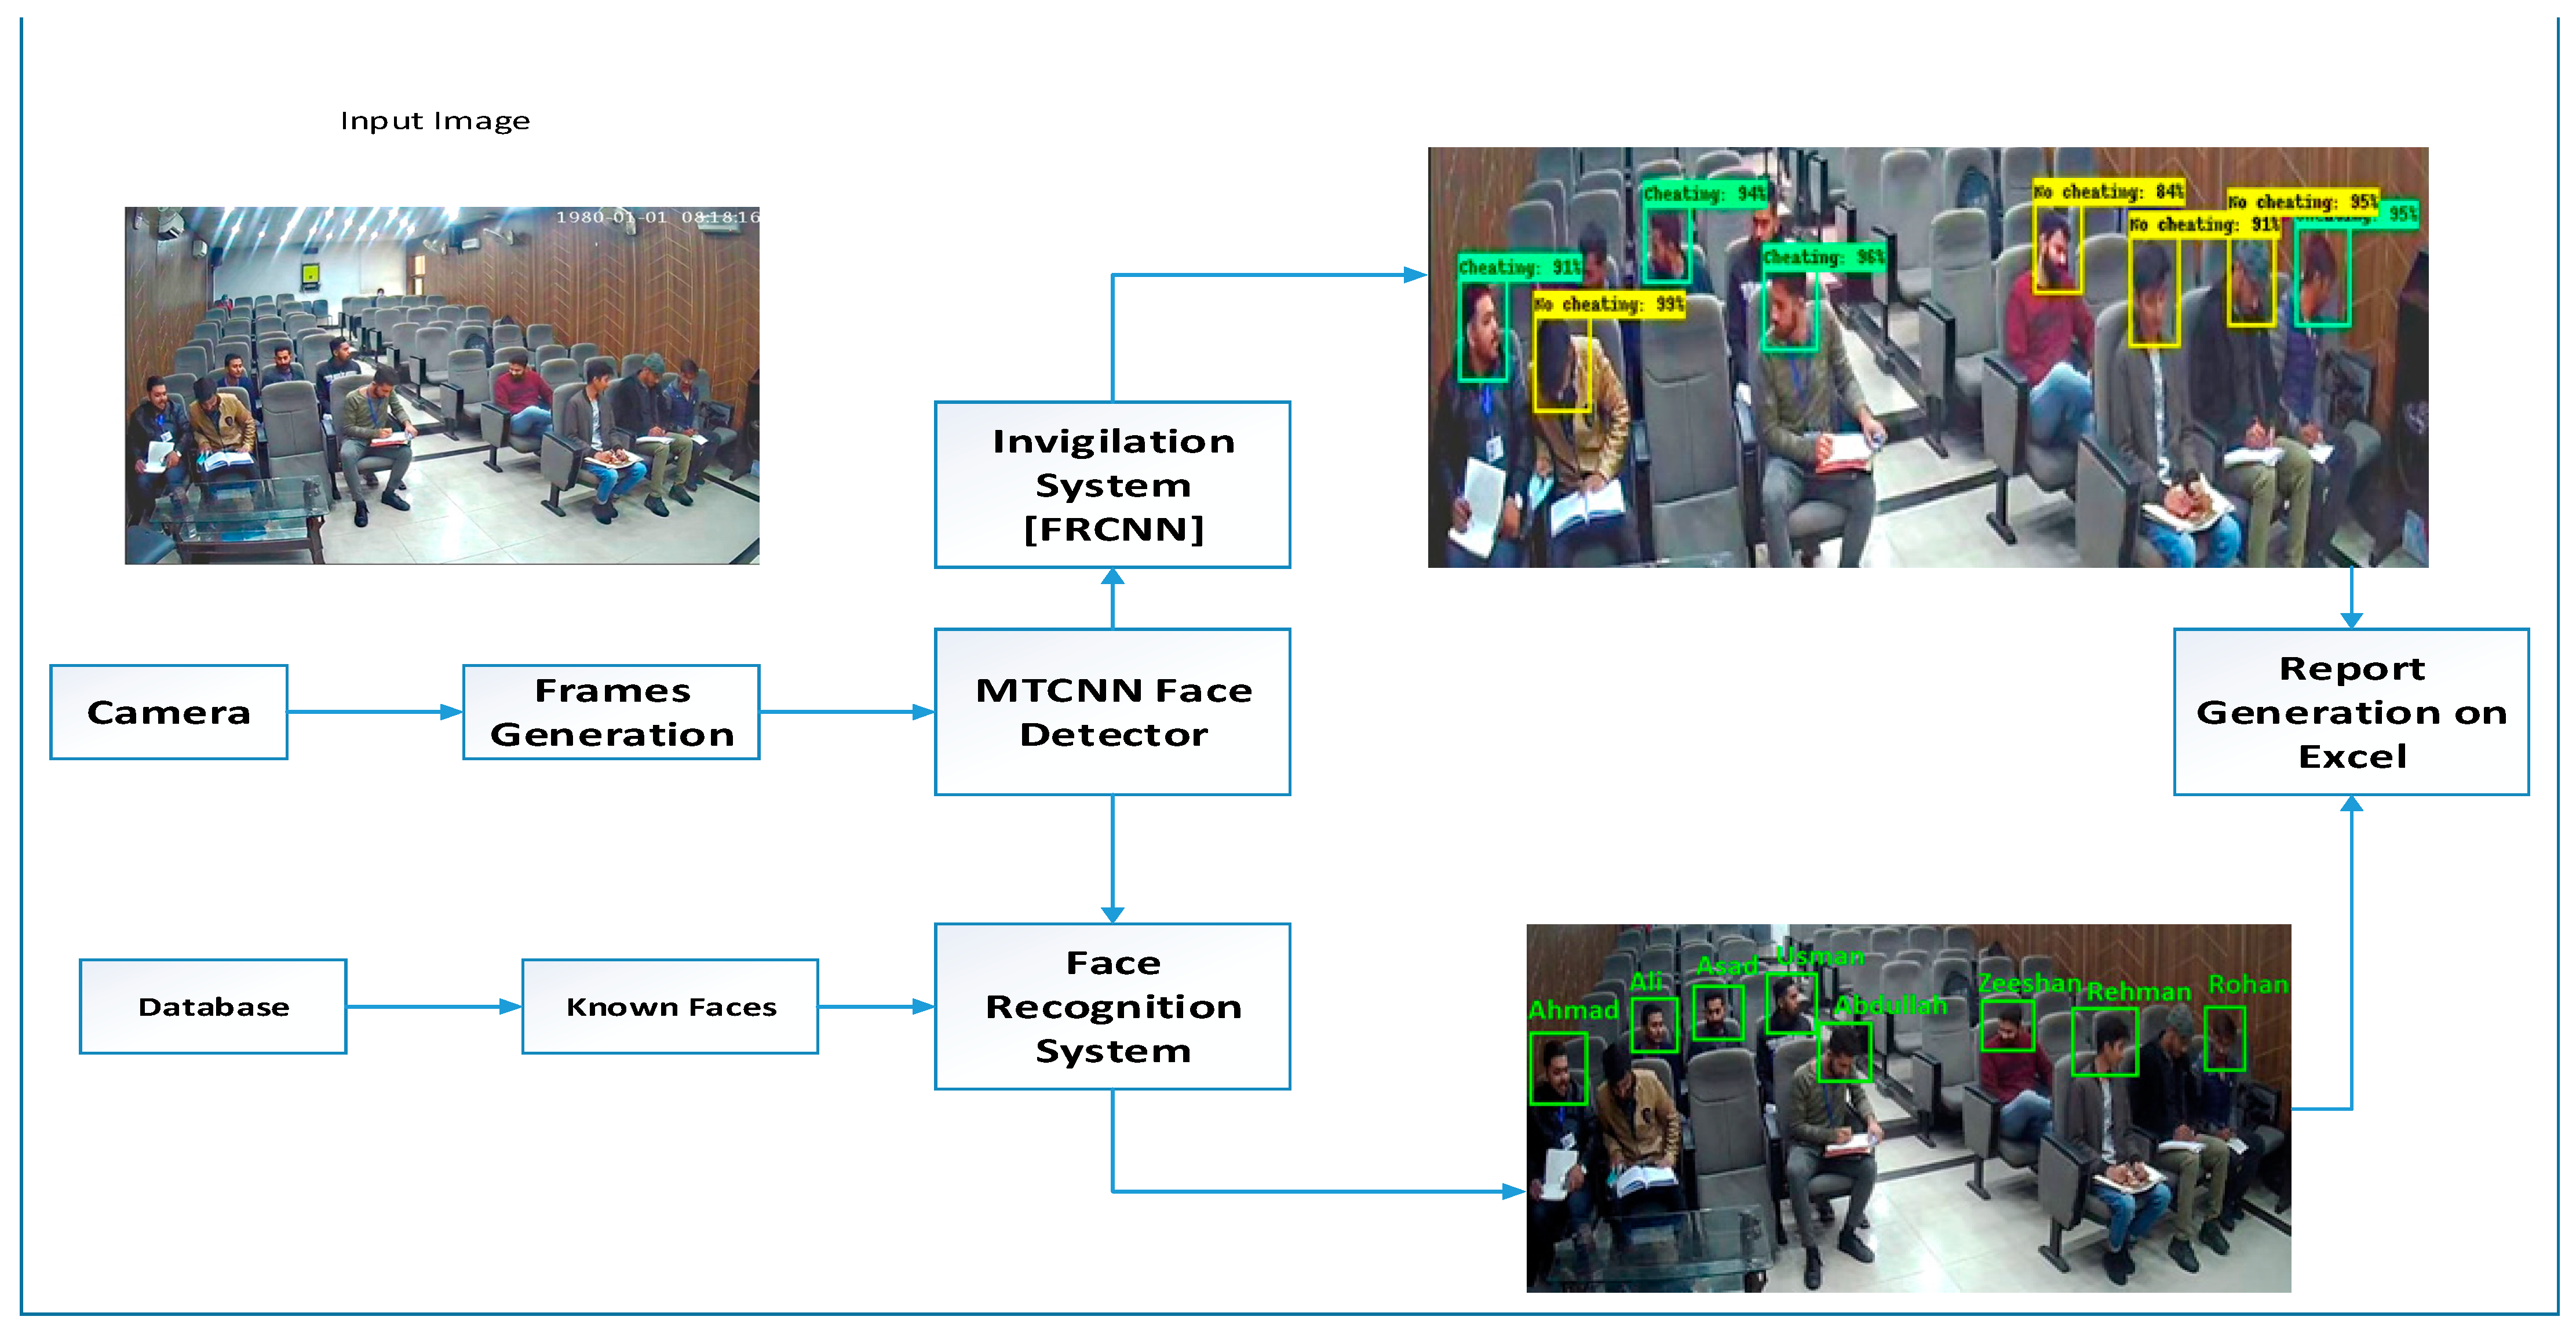 Input Image
1980-01-01 08:18:16
Cheating: 94%
No cheating: 84%
No cheating: 95%
Cheating: 95%
No cheating: 91%
Cheating: 96%
Cheating: 91%
No cheating: 99%
Invigilation
System
[FRCNN]
Camera
Frames
Generation
MTCNN Face
Detector
Report
Generation on
Excel
Database
Known Faces
Face
Recognition
System
Usman
Asad
Ali
Zeeshan
Rehman
Rohan
Ahmad
Abdullah